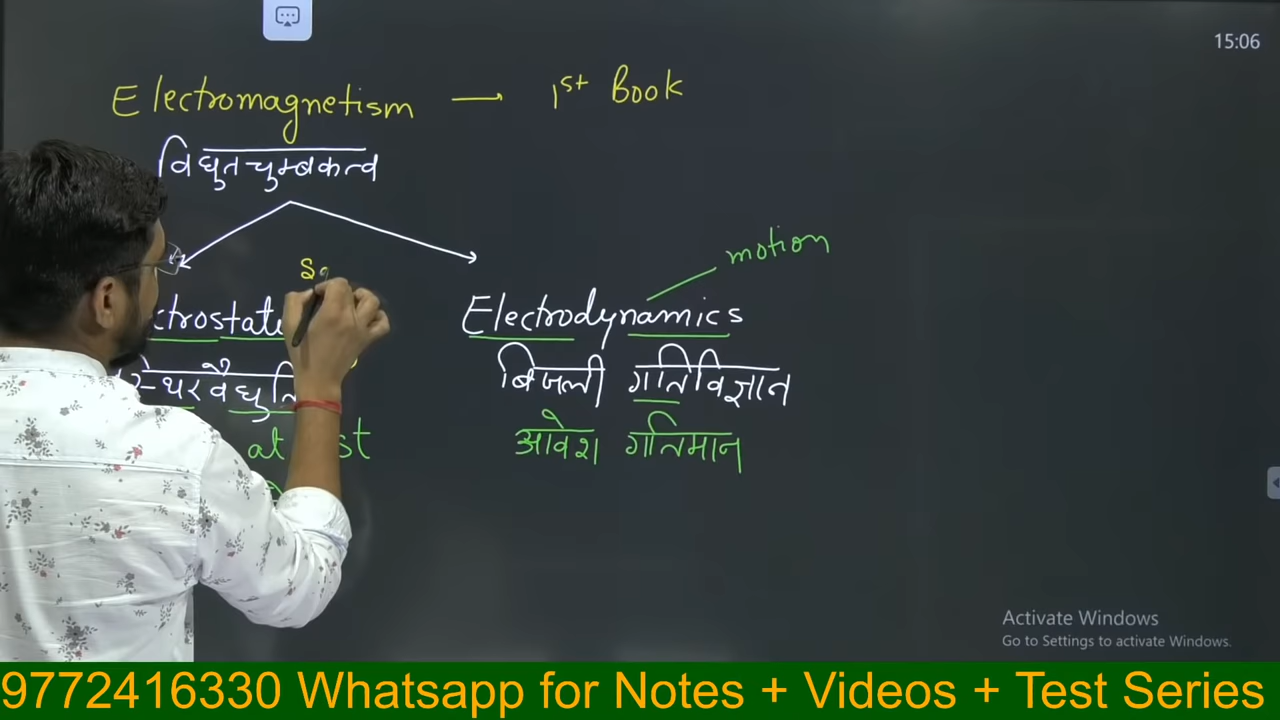 15:06
Electromagnetism → 1st Book
विधुतचुम्बकत्व
motion
Electrodynamics
बिजली गतिविज्ञान
at
आवेश गतिमान
Activate Windows
Go to Settings to activate Windows.
9772416330 Whatsapp for Notes + Videos + Test Series